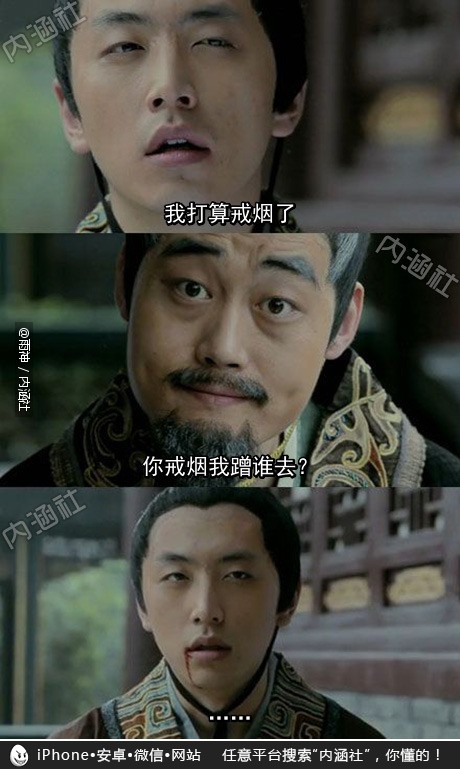 内涵社
我打算戒烟了
内涵社
@雨神 / 内涵社
你戒烟我蹭谁去？
内涵社
……
iPhone•安卓•微信•网站 任意平台搜索“内涵社”，你懂的！